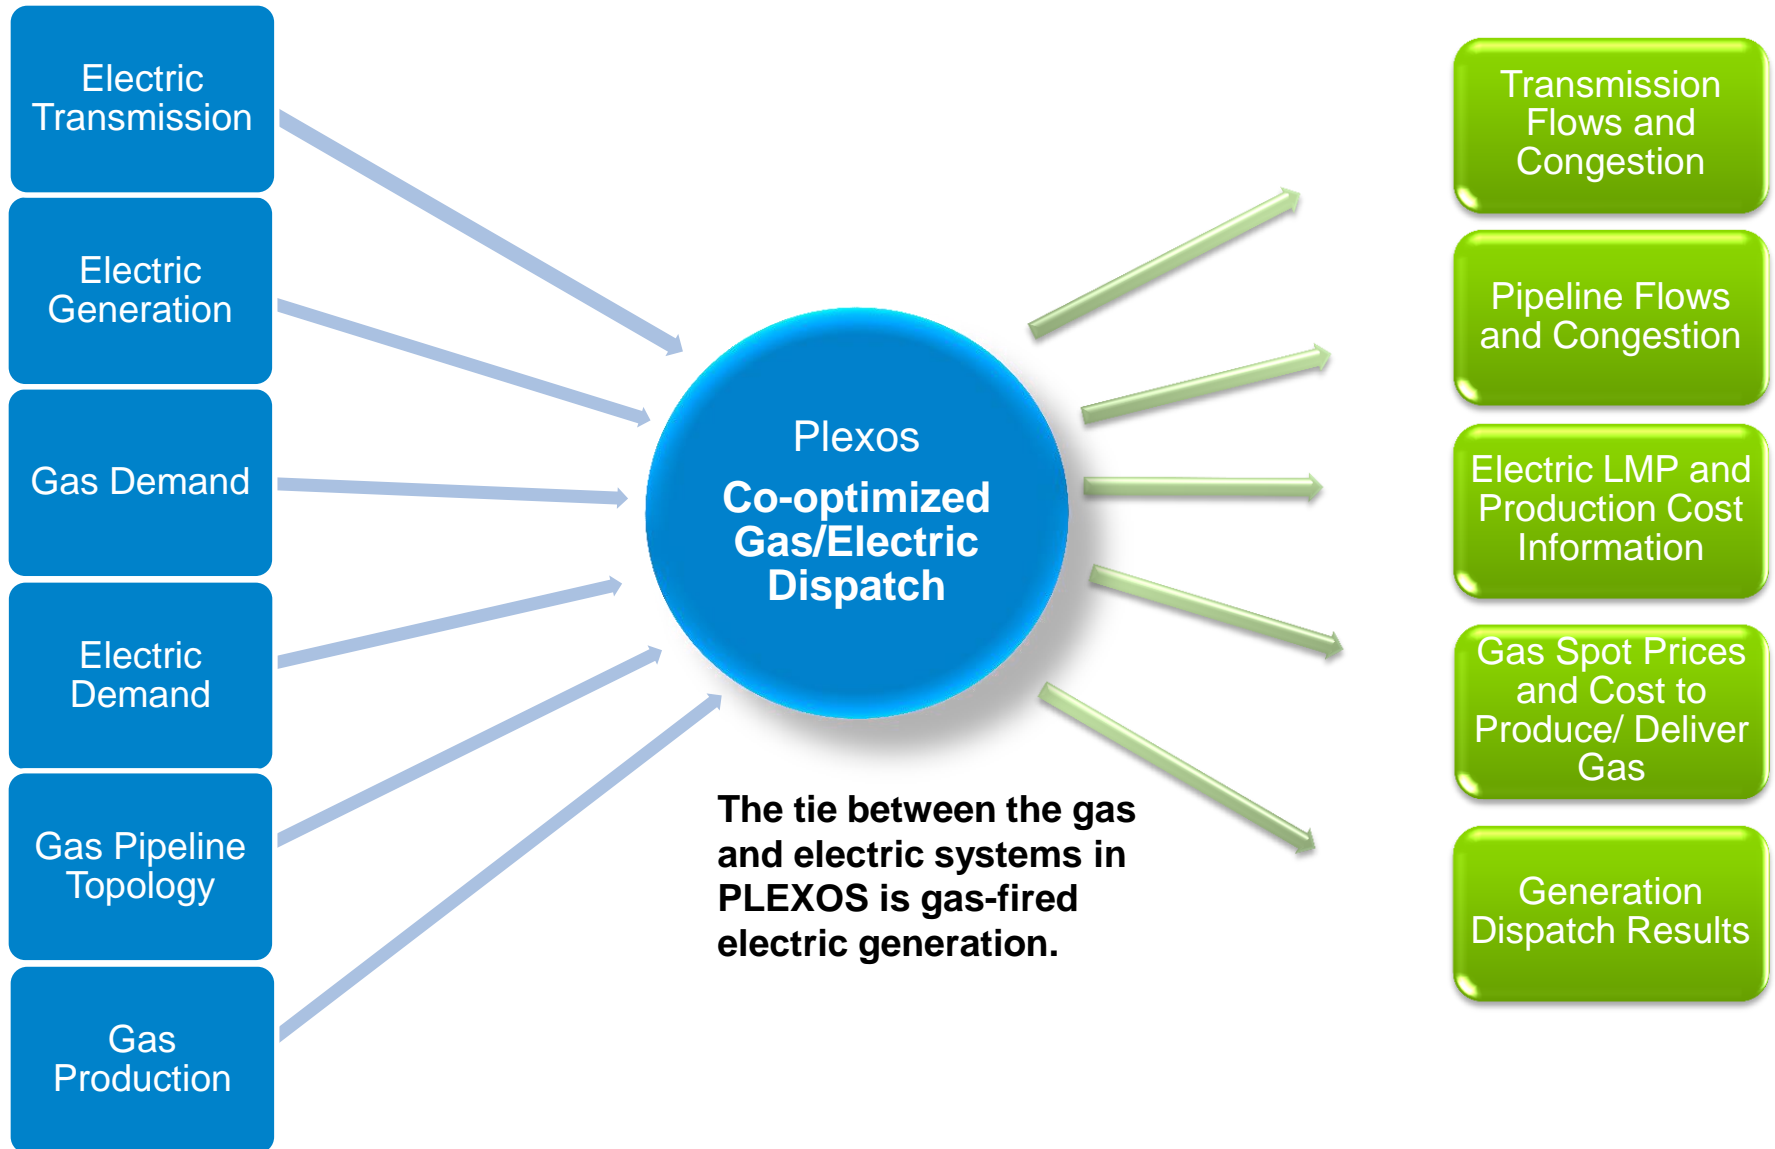 Electric
Transmission
Electric
Generation
Gas Demand
Electric
Demand
Gas Pipeline
Topology
Gas
Production
Plexos
Co-optimized
Gas/Electric
Dispatch
The tie between the gas
and electric systems in
PLEXOS is gas-fired
electric generation.
Transmission
Flows and
Congestion
Pipeline Flows
and Congestion
Electric LMP and
Production Cost
Information
Gas Spot Prices
and Cost to
Produce/ Deliver
Gas
Generation
Dispatch Results